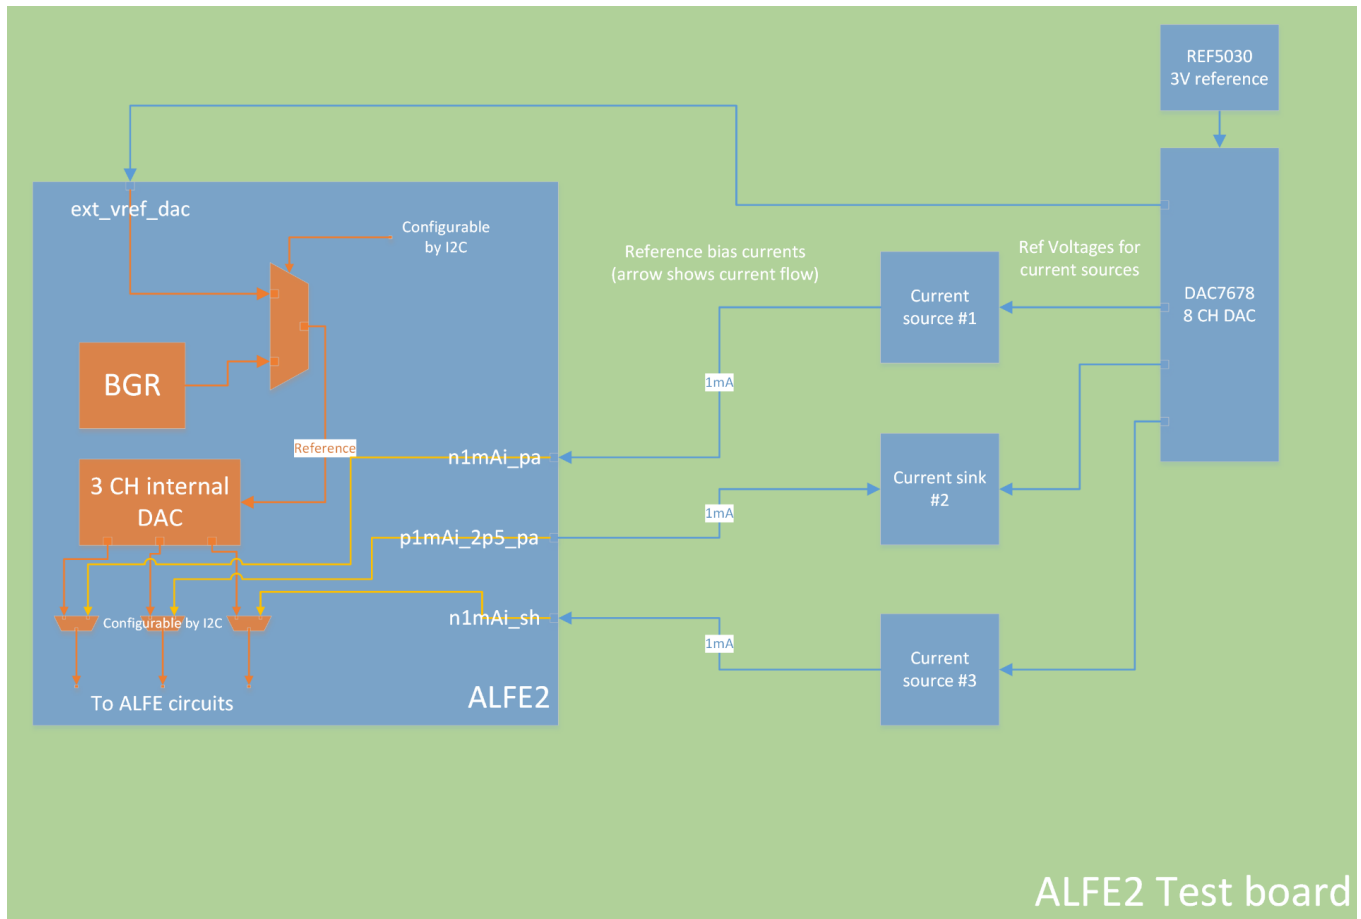 REF5030
3V reference
ext_vref_dac
Configurable
by I2C
Reference bias currents
(arrow shows current flow)
Ref Voltages for
current sources
Current
source #1
DAC7678
8 CH DAC
BGR
1mA
Reference
n1mAi_pa
3 CH internal
DAC
Current sink
#2
1mA
p1mAi_2p5_pa
Configurable by I2C
n1mAi_sh
1mA
Current
source #3
To ALFE circuits
ALFE2
ALFE2 Test board